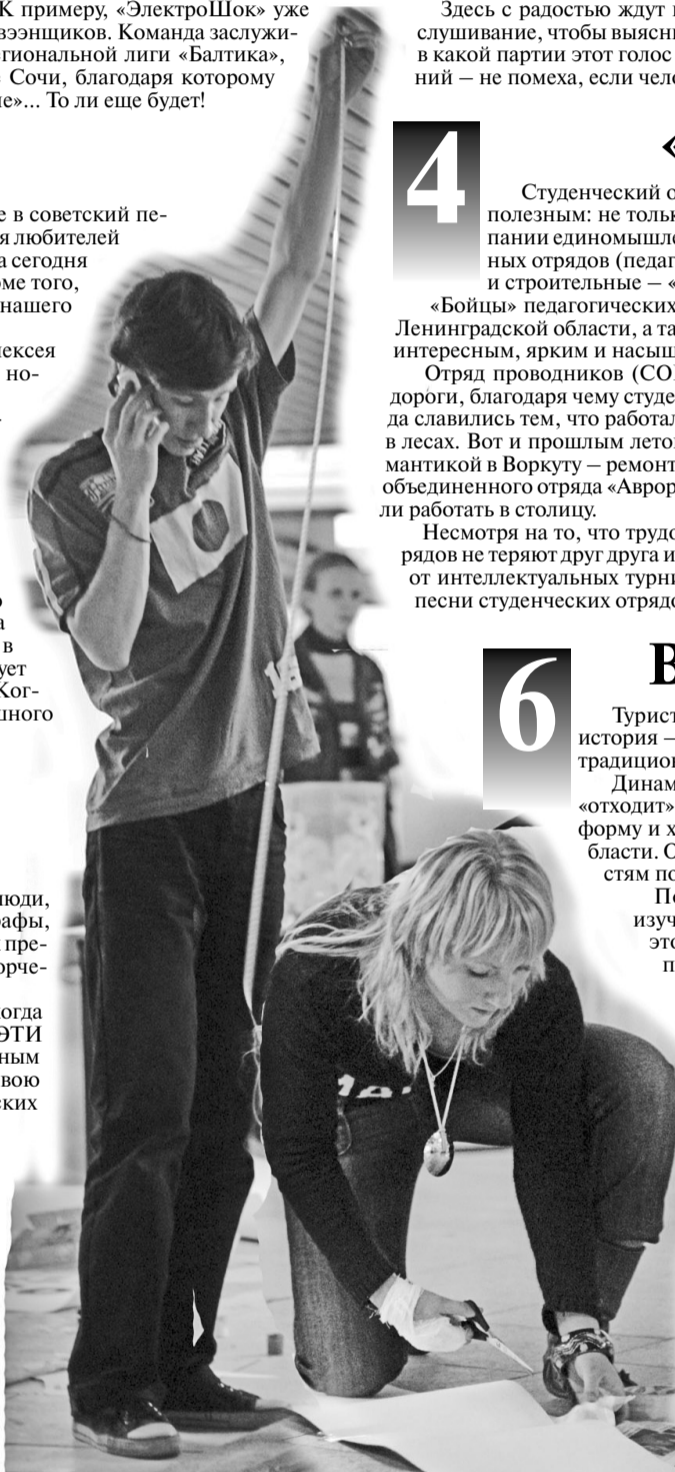 К примеру, «ЭлектроШок» уже
вээнщиков. Команда заслужи-
гиональной лиги «Балтика»,
Сочи, благодаря которому
е»... То ли еще будет!
е в советский пе-
я любителей
а сегодня
ме того,
нашего
лексея
но-
о
а
в
ует
Ког-
шного
люди,
афы,
пре-
орче-
огда
ЭТИ
ным
вою
ских
Здесь с радостью ждут
слушивание, чтобы выясни
в какой партии этот голос
ний – не помеха, если чело
4
«
Студенческий о
полезным: не тольк
пании единомышле
ных отрядов (педаг
и строительные – «
«Бойцы» педагогических
Ленинградской области, а та
интересным, ярким и насыщ
Отряд проводников (СО
дороги, благодаря чему студе
да славились тем, что работал
в лесах. Вот и прошлым лето
мантикой в Воркуту – ремонт
объединенного отряда «Аврор
ли работать в столицу.
Несмотря на то, что трудо
рядов не теряют друг друга и
от интеллектуальных турни
песни студенческих отрядо
6
В
Турист
история –
традицион
Динам
«отходит»
форму и х
бласти. О
стям по
По
изуч
это
п